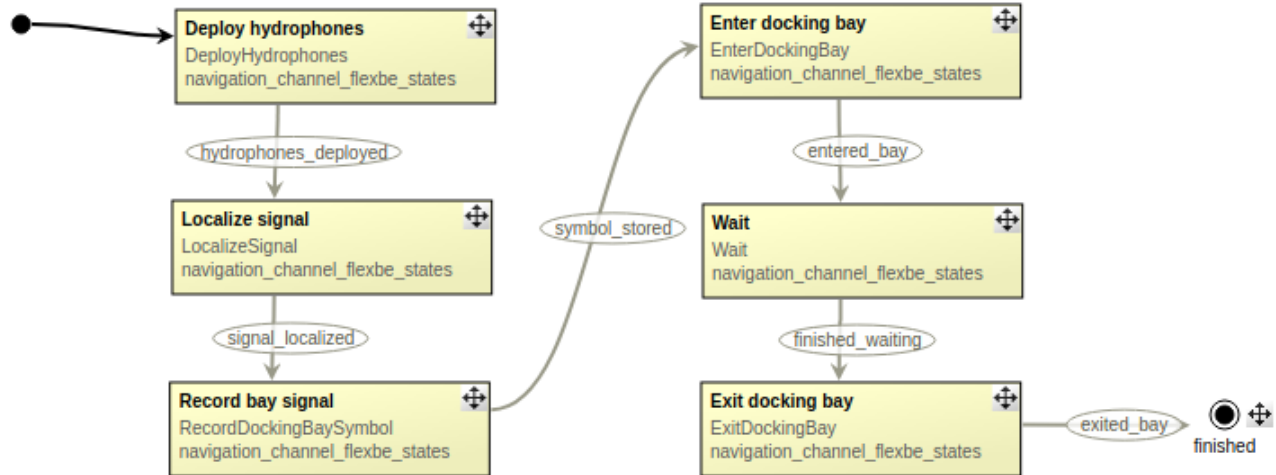 Deploy hydrophones
DeployHydrophones
navigation_channel_flexbe_states
hydrophones_deployed
Localize signal
LocalizeSignal
navigation_channel_flexbe_states
signal_localized
Record bay signal
RecordDockingBaySymbol
navigation_channel_flexbe_states
symbol_stored
Enter docking bay
EnterDockingBay
navigation_channel_flexbe_states
entered_bay
Wait
Wait
navigation_channel_flexbe_states
finished_waiting
Exit docking bay
ExitDockingBay
navigation_channel_flexbe_states
exited_bay
finished